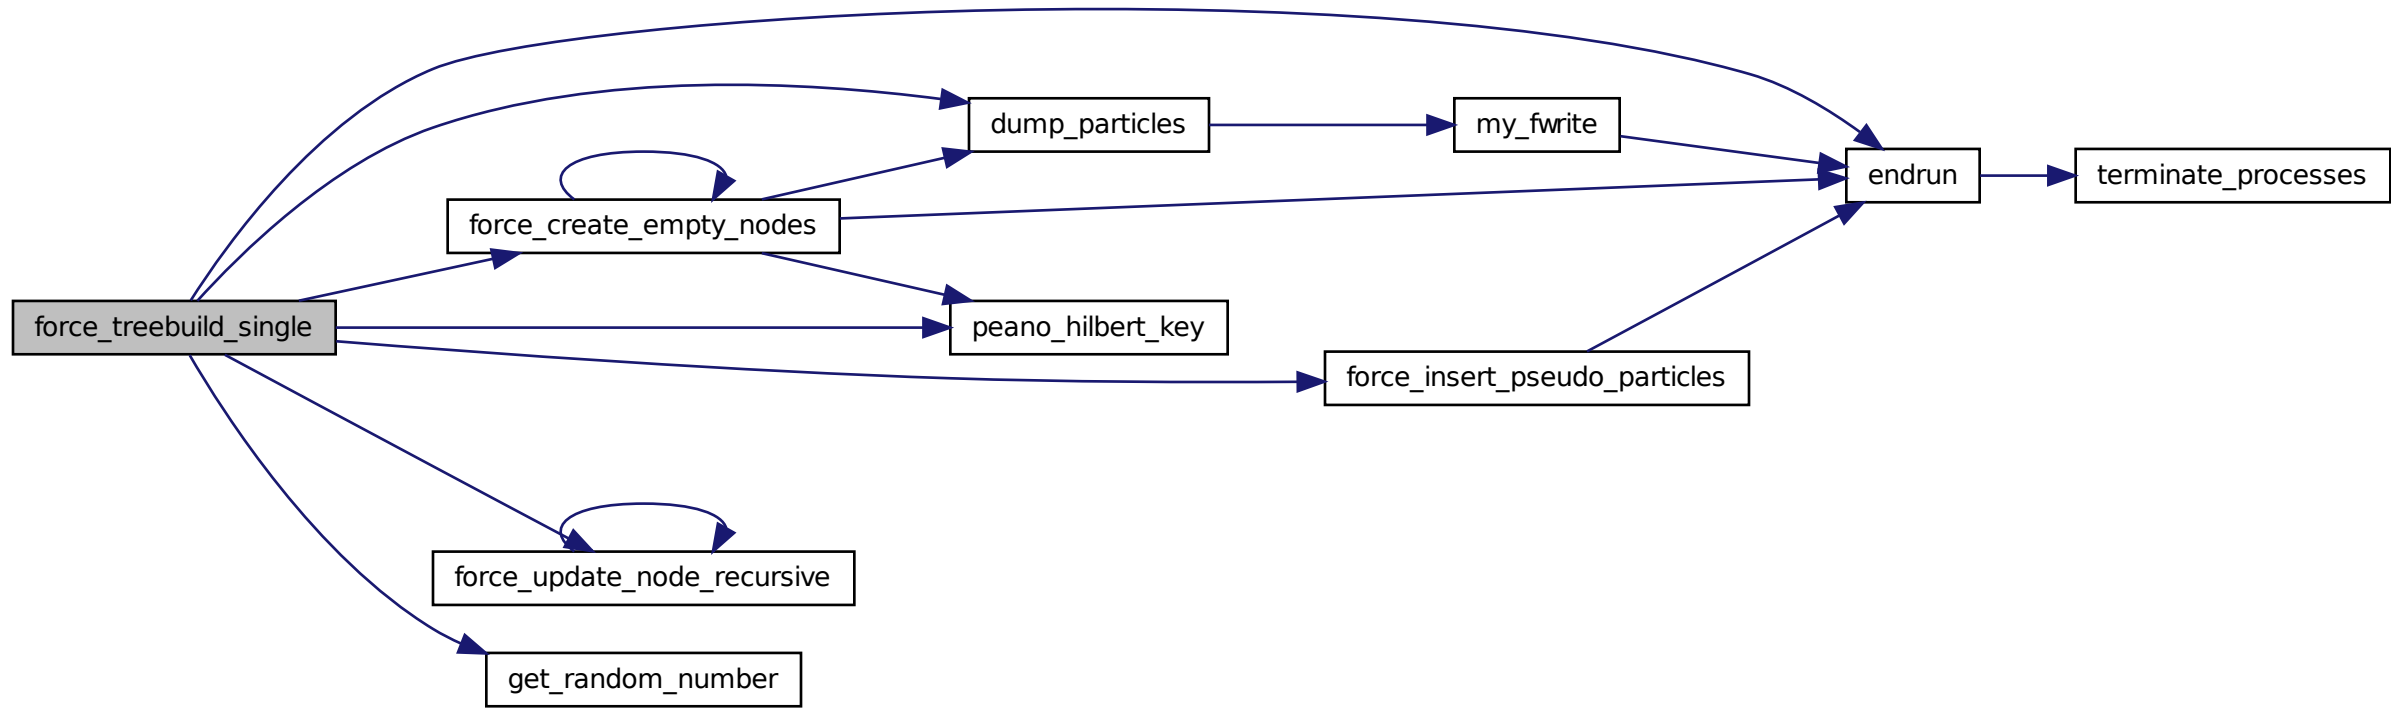 dump_particles
my_fwrite
endrun
terminate_processes
force_create_empty_nodes
force_treebuild_single
peano_hilbert_key
force_insert_pseudo_particles
force_update_node_recursive
get_random_number